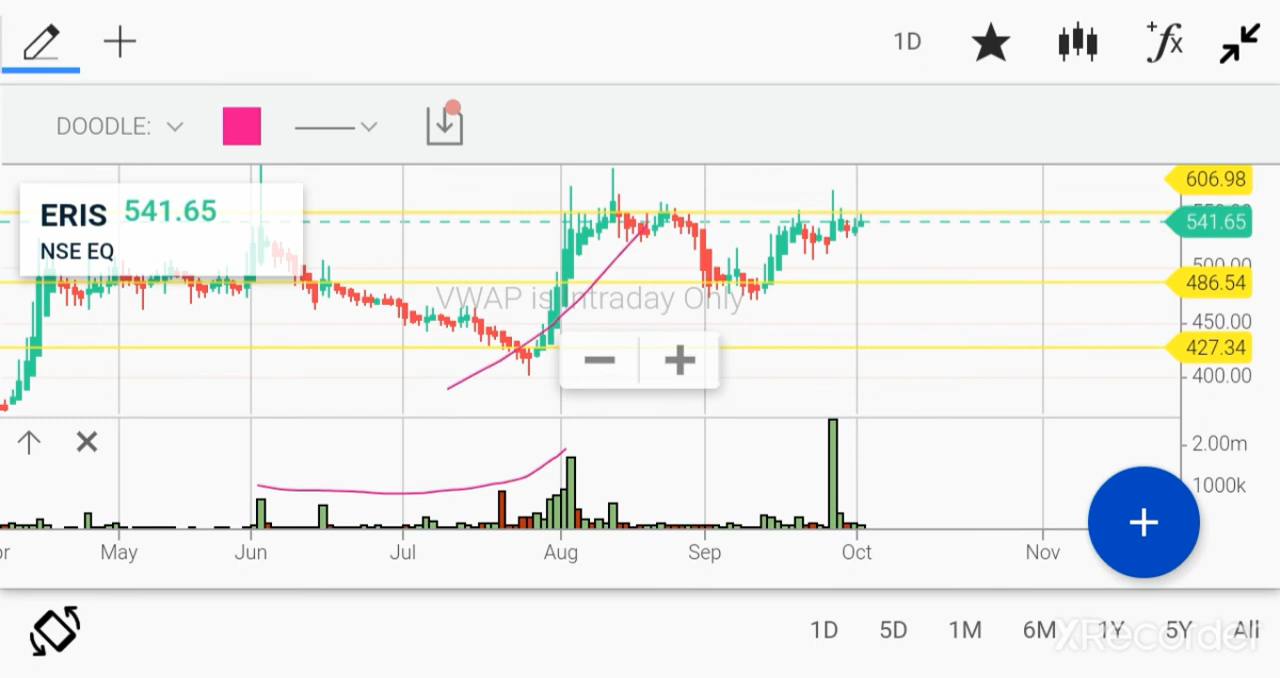 1D
fx
DOODLE:
606.98
ERIS 541.65
541.65
NSE EQ
500.00
486.54
VWAP is Intraday Only
450.00
427.34
400.00
2.00m
1000k
May Jun Jul Aug Sep Oct Nov
1D 5D 1M 6M 1Y 5Y All
XRecorder